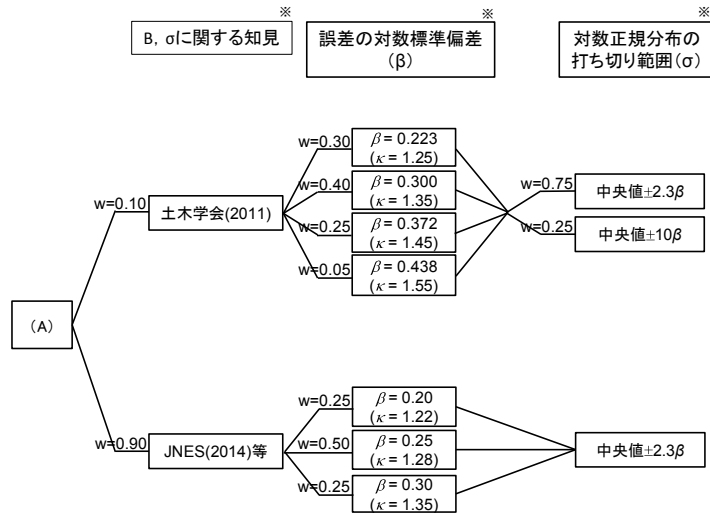 ※
B, σに関する知見
※
誤差の対数標準偏差
(β)
※
対数正規分布の
打ち切り範囲(σ)
(A)
w=0.10
土木学会(2011)
w=0.30
β = 0.223
(κ = 1.25)
w=0.40
β = 0.300
(κ = 1.35)
w=0.25
β = 0.372
(κ = 1.45)
w=0.05
β = 0.438
(κ = 1.55)
w=0.75
中央値±2.3β
w=0.25
中央値±10β
w=0.90
JNES(2014)等
w=0.25
β = 0.20
(κ = 1.22)
w=0.50
β = 0.25
(κ = 1.28)
w=0.25
β = 0.30
(κ = 1.35)
中央値±2.3β